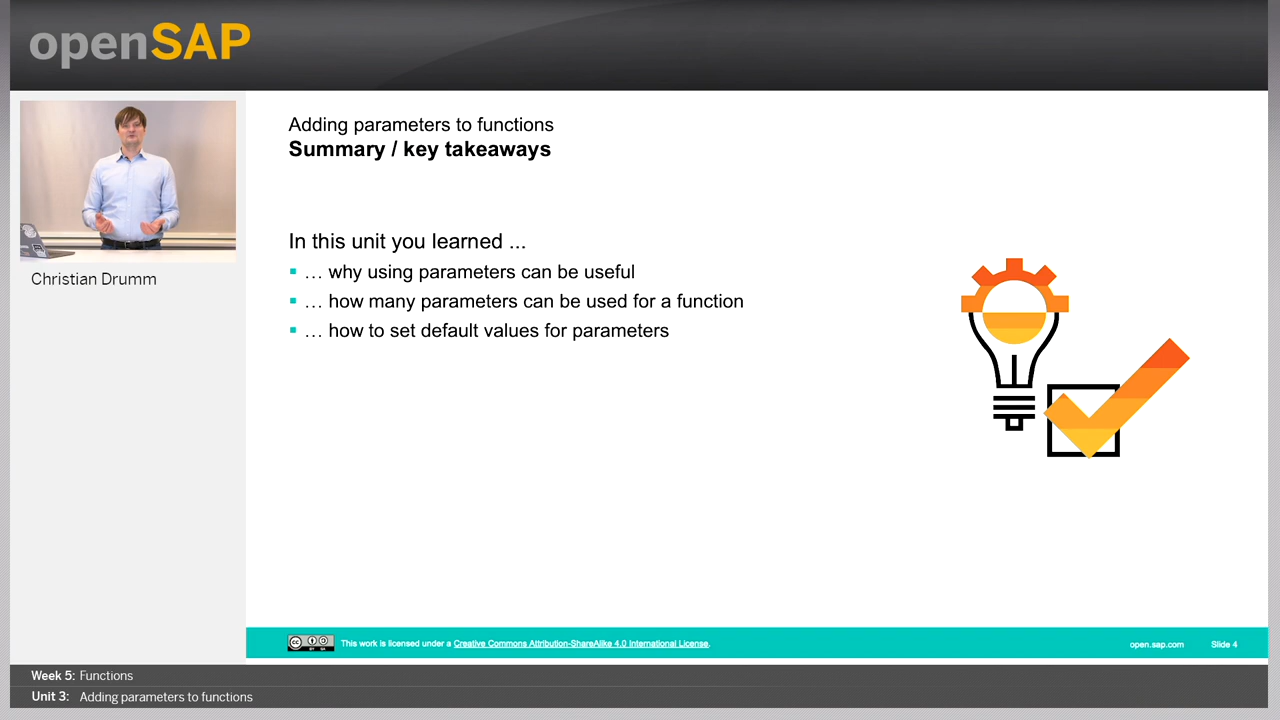 openSAP
Christian Drumm
Adding parameters to functions
Summary / key takeaways
In this unit you learned ...
… why using parameters can be useful
… how many parameters can be used for a function
… how to set default values for parameters
This work is licensed under a Creative Commons Attribution-ShareAlike 4.0 International License.
open.sap.com
Slide 4
Week 5: Functions
Unit 3: Adding parameters to functions